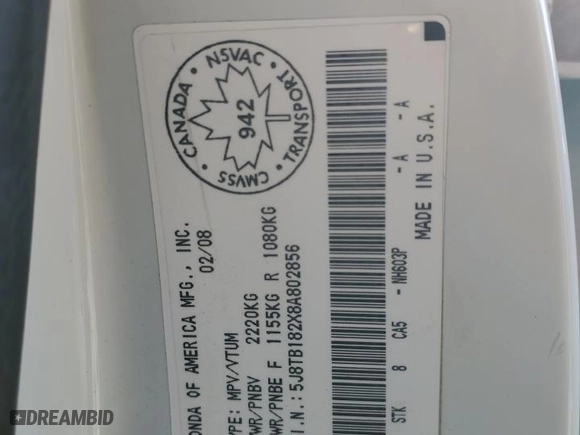 CANADA · NSVAC · TRANSPORT · CMVSS ·
942
ONDA OF AMERICA MFG., INC.
02/08
YPE: MPV/VTUM
WR/PNBV 2220KG
WR/PNBE F 1155KG R 1080KG
I.N.: 5J8TB182X8A802856
STK 8 CA5 - NH603P - A - A
MADE IN U.S.A.
DREAMBID